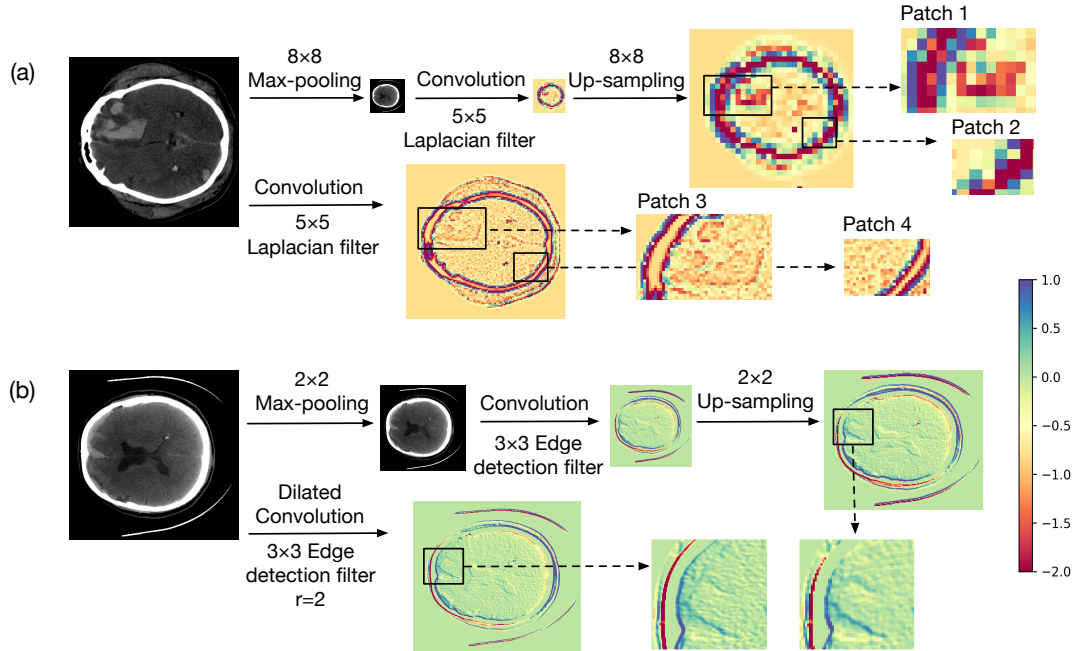 (a)
8×8
Max-pooling
Convolution
5×5
Laplacian filter
8×8
Up-sampling
Patch 1
Patch 2
Convolution
5×5
Laplacian filter
Patch 3
Patch 4
1.0
0.5
0.0
−0.5
−1.0
−1.5
−2.0
(b)
2×2
Max-pooling
Convolution
3×3 Edge
detection filter
2×2
Up-sampling
Dilated
Convolution
3×3 Edge
detection filter
r=2